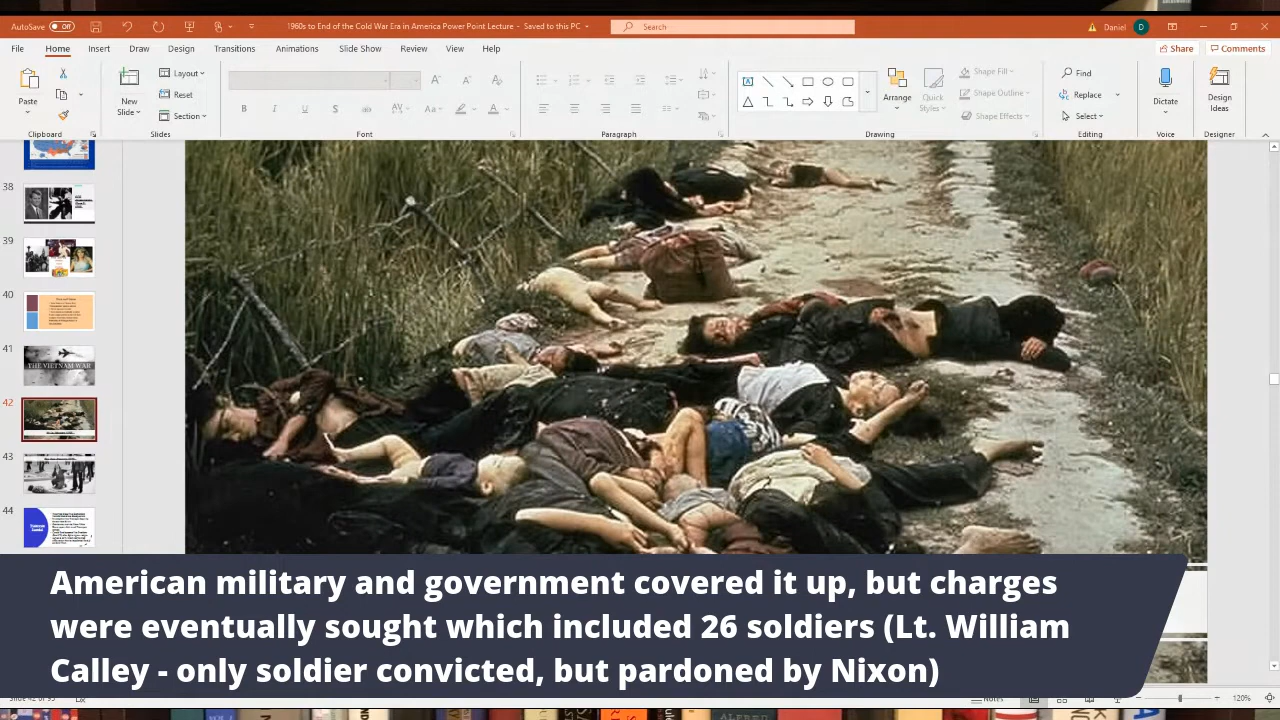 AutoSave Off
1960s to End of the Cold War Era in America Power Point Lecture - Saved to this PC
Search
Daniel D
File Home Insert Draw Design Transitions Animations Slide Show Review View Help
Share Comments
Paste
New Slide
Layout
Reset
Section
Arrange
Quick Styles
Shape Fill
Shape Outline
Shape Effects
Find
Replace
Select
Dictate
Design Ideas
Clipboard Slides Font Paragraph Drawing Editing Voice Designer
38
39
40
41
THE VIETNAM WAR
42
43
44
American military and government covered it up, but charges
were eventually sought which included 26 soldiers (Lt. William
Calley - only soldier convicted, but pardoned by Nixon)
Notes
120%